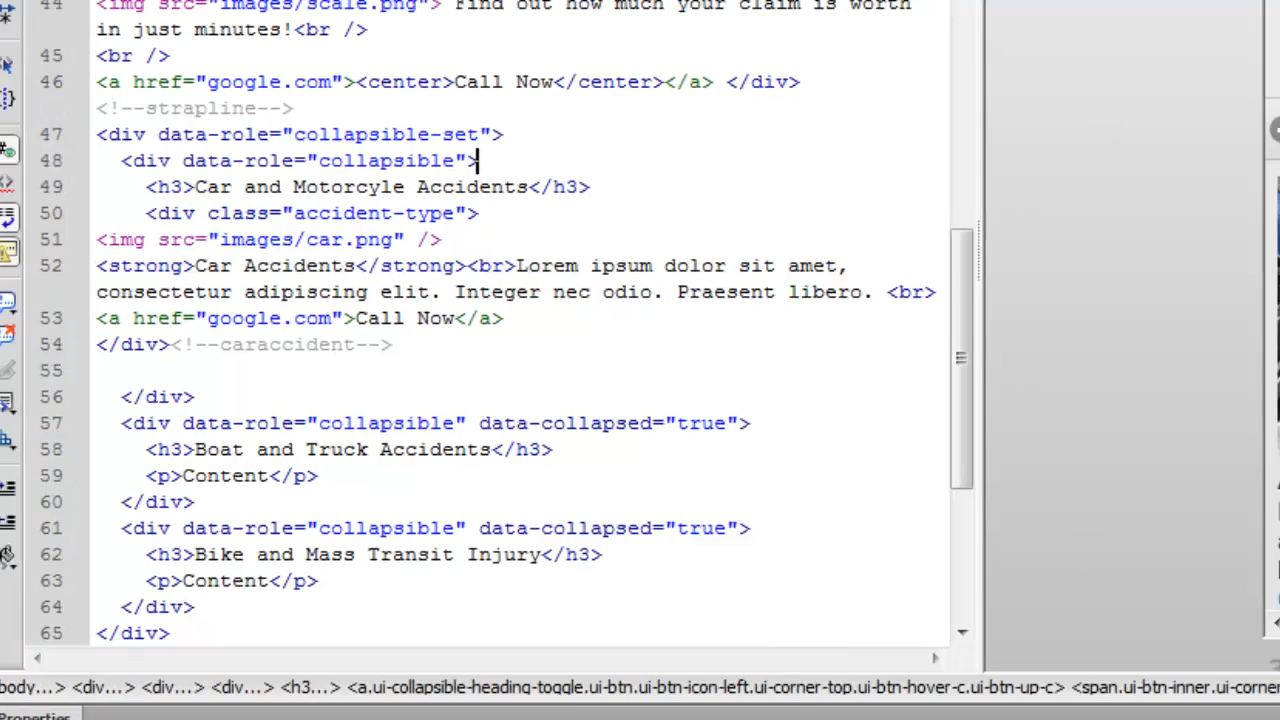 44 <img src="images/scale.png"> Find out how much your claim is worth
in just minutes!<br />
45 <br />
46 <a href="google.com"><center>Call Now</center></a> </div>
<!--strapline-->
47 <div data-role="collapsible-set">
48 <div data-role="collapsible">
49 <h3>Car and Motorcyle Accidents</h3>
50 <div class="accident-type">
51 <img src="images/car.png" />
52 <strong>Car Accidents</strong><br>Lorem ipsum dolor sit amet,
consectetur adipiscing elit. Integer nec odio. Praesent libero. <br>
53 <a href="google.com">Call Now</a>
54 </div><!--caraccident-->
55
56 </div>
57 <div data-role="collapsible" data-collapsed="true">
58 <h3>Boat and Truck Accidents</h3>
59 <p>Content</p>
60 </div>
61 <div data-role="collapsible" data-collapsed="true">
62 <h3>Bike and Mass Transit Injury</h3>
63 <p>Content</p>
64 </div>
65 </div>
body...> <div...> <div...> <div...> <h3...> <a.ui-collapsible-heading-toggle.ui-btn.ui-btn-icon-left.ui-corner-top.ui-btn-hover-c.ui-btn-up-c> <span.ui-btn-inner.ui-corner
Properties